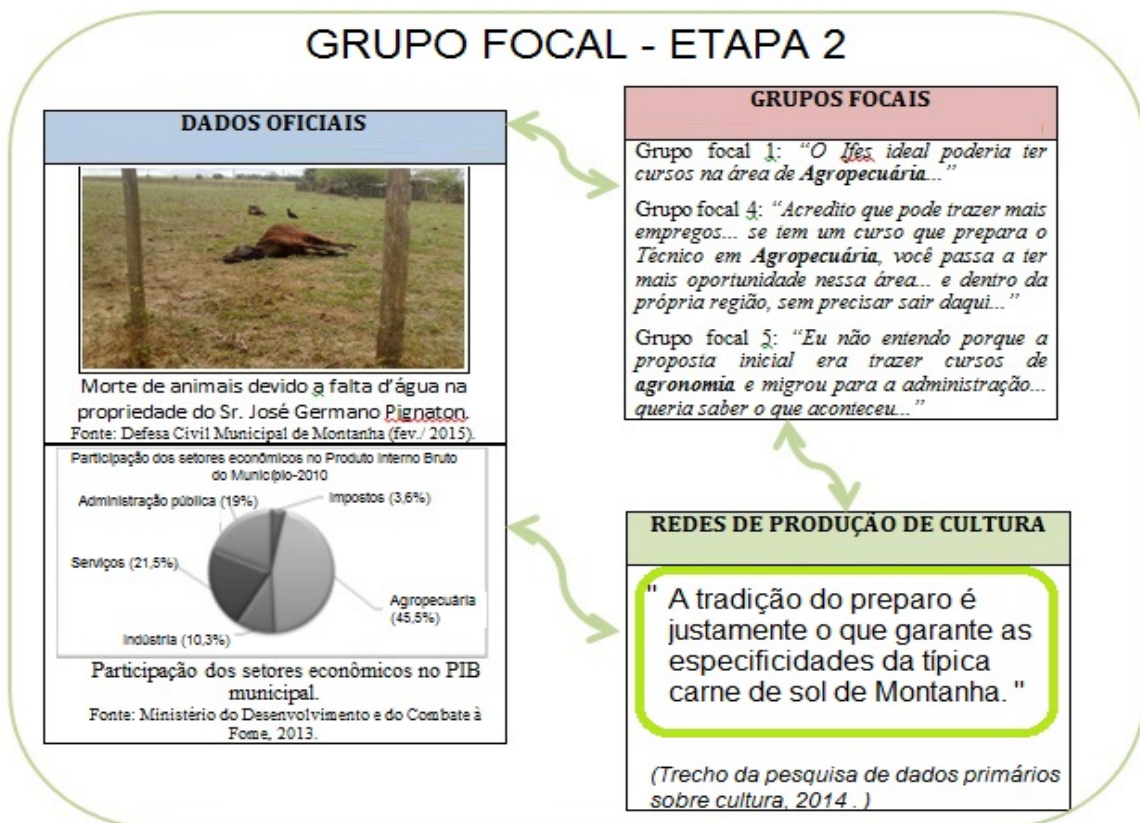 GRUPO FOCAL - ETAPA 2
DADOS OFICIAIS
Morte de animais devido a falta d'água na
propriedade do Sr. José Germano Pignaton.
Fonte: Defesa Civil Municipal de Montanha (fev./ 2015).
Participação dos setores econômicos no Produto Interno Bruto
do Município-2010
Administração pública (19%)
Impostos (3,6%)
Serviços (21,5%)
Agropecuária
(45,5%)
Indústria (10,3%)
Participação dos setores econômicos no PIB
municipal.
Fonte: Ministério do Desenvolvimento e do Combate à
Fome, 2013.
GRUPOS FOCAIS
Grupo focal 1: “O Ifes ideal poderia ter
cursos na área de Agropecuária...”
Grupo focal 4: “Acredito que pode trazer mais
empregos... se tem um curso que prepara o
Técnico em Agropecuária, você passa a ter
mais oportunidade nessa área... e dentro da
própria região, sem precisar sair daqui...”
Grupo focal 5: “Eu não entendo porque a
proposta inicial era trazer cursos de
agronomia e migrou para a administração...
queria saber o que aconteceu...”
REDES DE PRODUÇÃO DE CULTURA
" A tradição do preparo é
justamente o que garante as
especificidades da típica
carne de sol de Montanha. "
(Trecho da pesquisa de dados primários
sobre cultura, 2014 . )